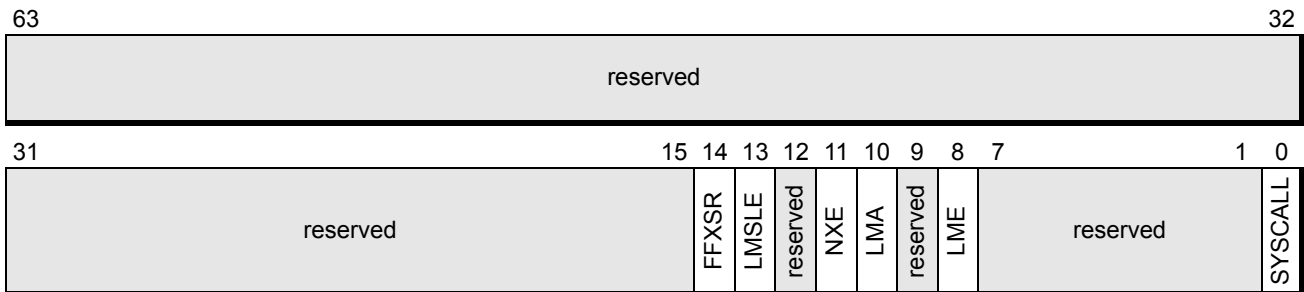 63 32
reserved
31 15 14 13 12 11 10 9 8 7 1 0
reserved FFXSR LMSLE reserved NXE LMA reserved LME reserved SYSCALL